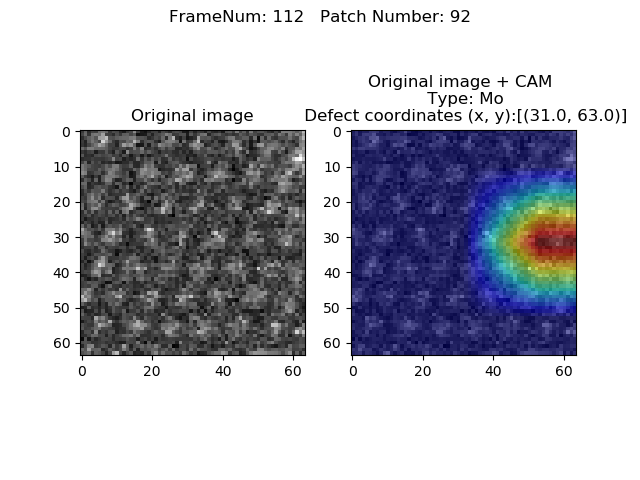 FrameNum: 112   Patch Number: 92
Original image + CAM
Type: Mo
Original image
Defect coordinates (x, y):[(31.0, 63.0)]
0
10
20
30
40
50
60
0 20 40 60
0
10
20
30
40
50
60
0 20 40 60